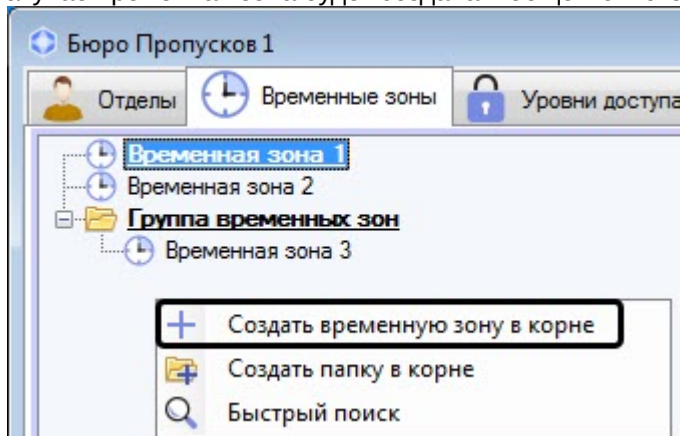 Бюро Пропусков 1
Отделы Временные зоны Уровни доступа
Временная зона 1
Временная зона 2
Группа временных зон
Временная зона 3
Создать временную зону в корне
Создать папку в корне
Быстрый поиск